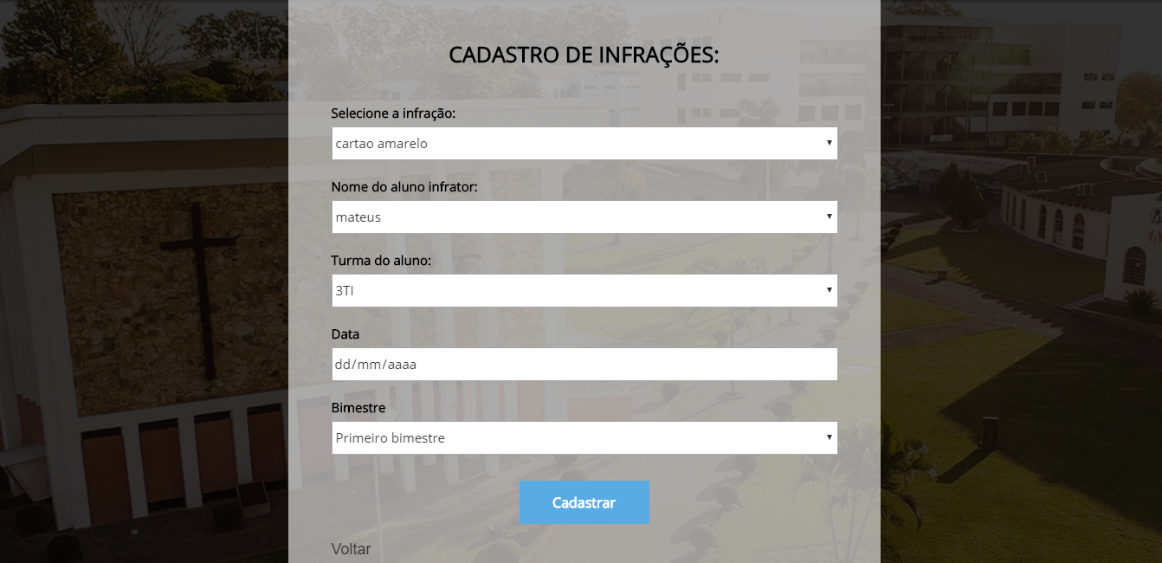 CADASTRO DE INFRAÇÕES:
Selecione a infração:
cartao amarelo
Nome do aluno infrator:
mateus
Turma do aluno:
3TI
Data
dd/mm/aaaa
Bimestre
Primeiro bimestre
Cadastrar
Voltar